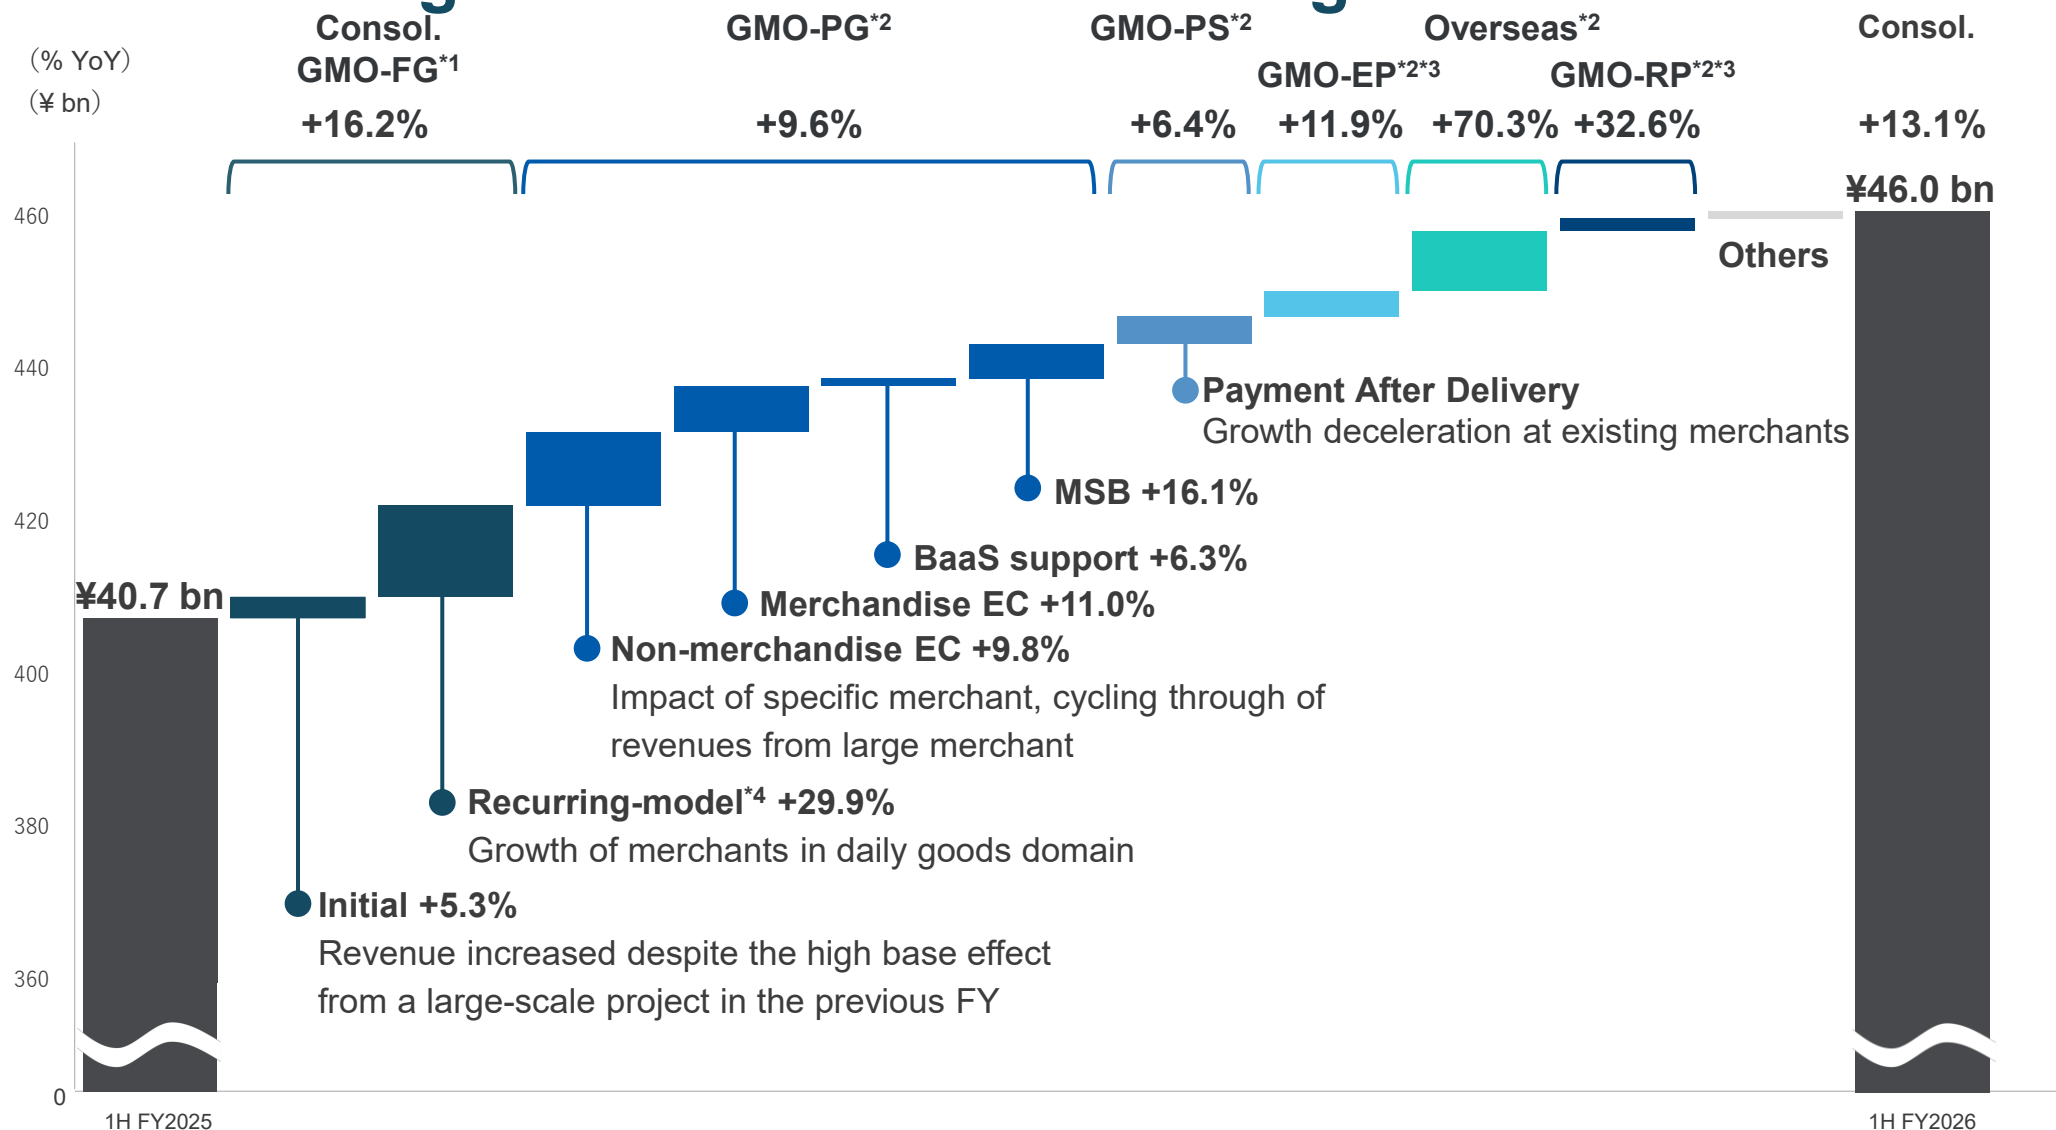 Consol.
GMO-FG*1
GMO-PG*2
GMO-PS*2
Overseas*2
Consol.
GMO-EP*2*3
GMO-RP*2*3
(% YoY)
(¥ bn)
+16.2%
+9.6%
+6.4%
+11.9%
+70.3%
+32.6%
+13.1%
¥46.0 bn
460
Others
440
Payment After Delivery
Growth deceleration at existing merchants
MSB +16.1%
420
BaaS support +6.3%
¥40.7 bn
Merchandise EC +11.0%
Non-merchandise EC +9.8%
Impact of specific merchant, cycling through of
revenues from large merchant
400
Recurring-model*4 +29.9%
Growth of merchants in daily goods domain
380
Initial +5.3%
Revenue increased despite the high base effect
from a large-scale project in the previous FY
360
0
1H FY2025
1H FY2026